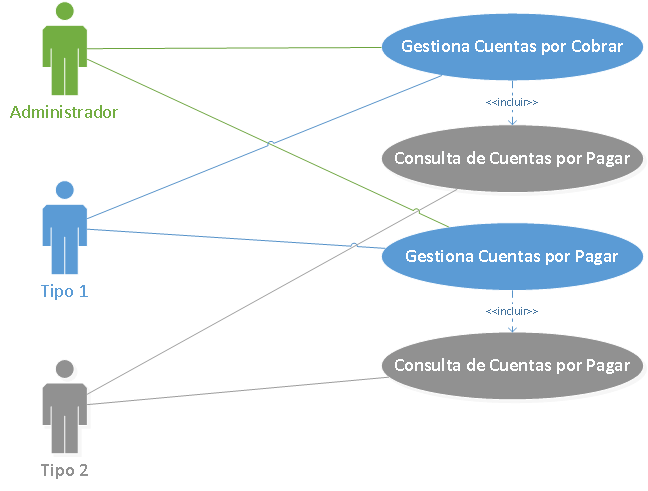 Gestiona Cuentas por Cobrar
<<incluir>>
Administrador
Consulta de Cuentas por Pagar
Gestiona Cuentas por Pagar
Tipo 1
<<incluir>>
Consulta de Cuentas por Pagar
Tipo 2